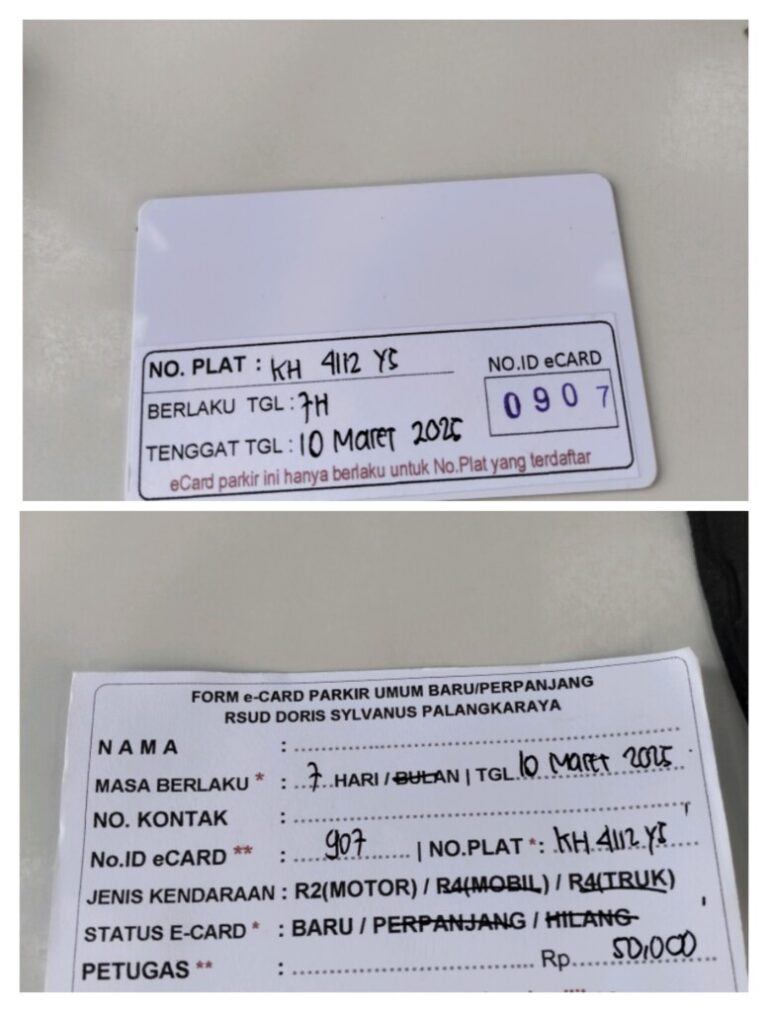 NO. PLAT : KH 4112 YS
NO.ID eCARD
BERLAKU TGL : 7H
0907
TENGGAT TGL : 10 Maret 2025
eCard parkir ini hanya berlaku untuk No.Plat yang terdaftar
FORM e-CARD PARKIR UMUM BARU/PERPANJANG
RSUD DORIS SYLVANUS PALANGKARAYA
NAMA : 
MASA BERLAKU * : 7 HARI / BULAN | TGL 10 Maret 2025
NO. KONTAK :
No.ID eCARD ** : 907 | NO.PLAT * : KH 4112 YS
JENIS KENDARAAN : R2(MOTOR) / R4(MOBIL) / R4(TRUK)
STATUS E-CARD * : BARU / PERPANJANG / HILANG
PETUGAS ** : Rp 50,000